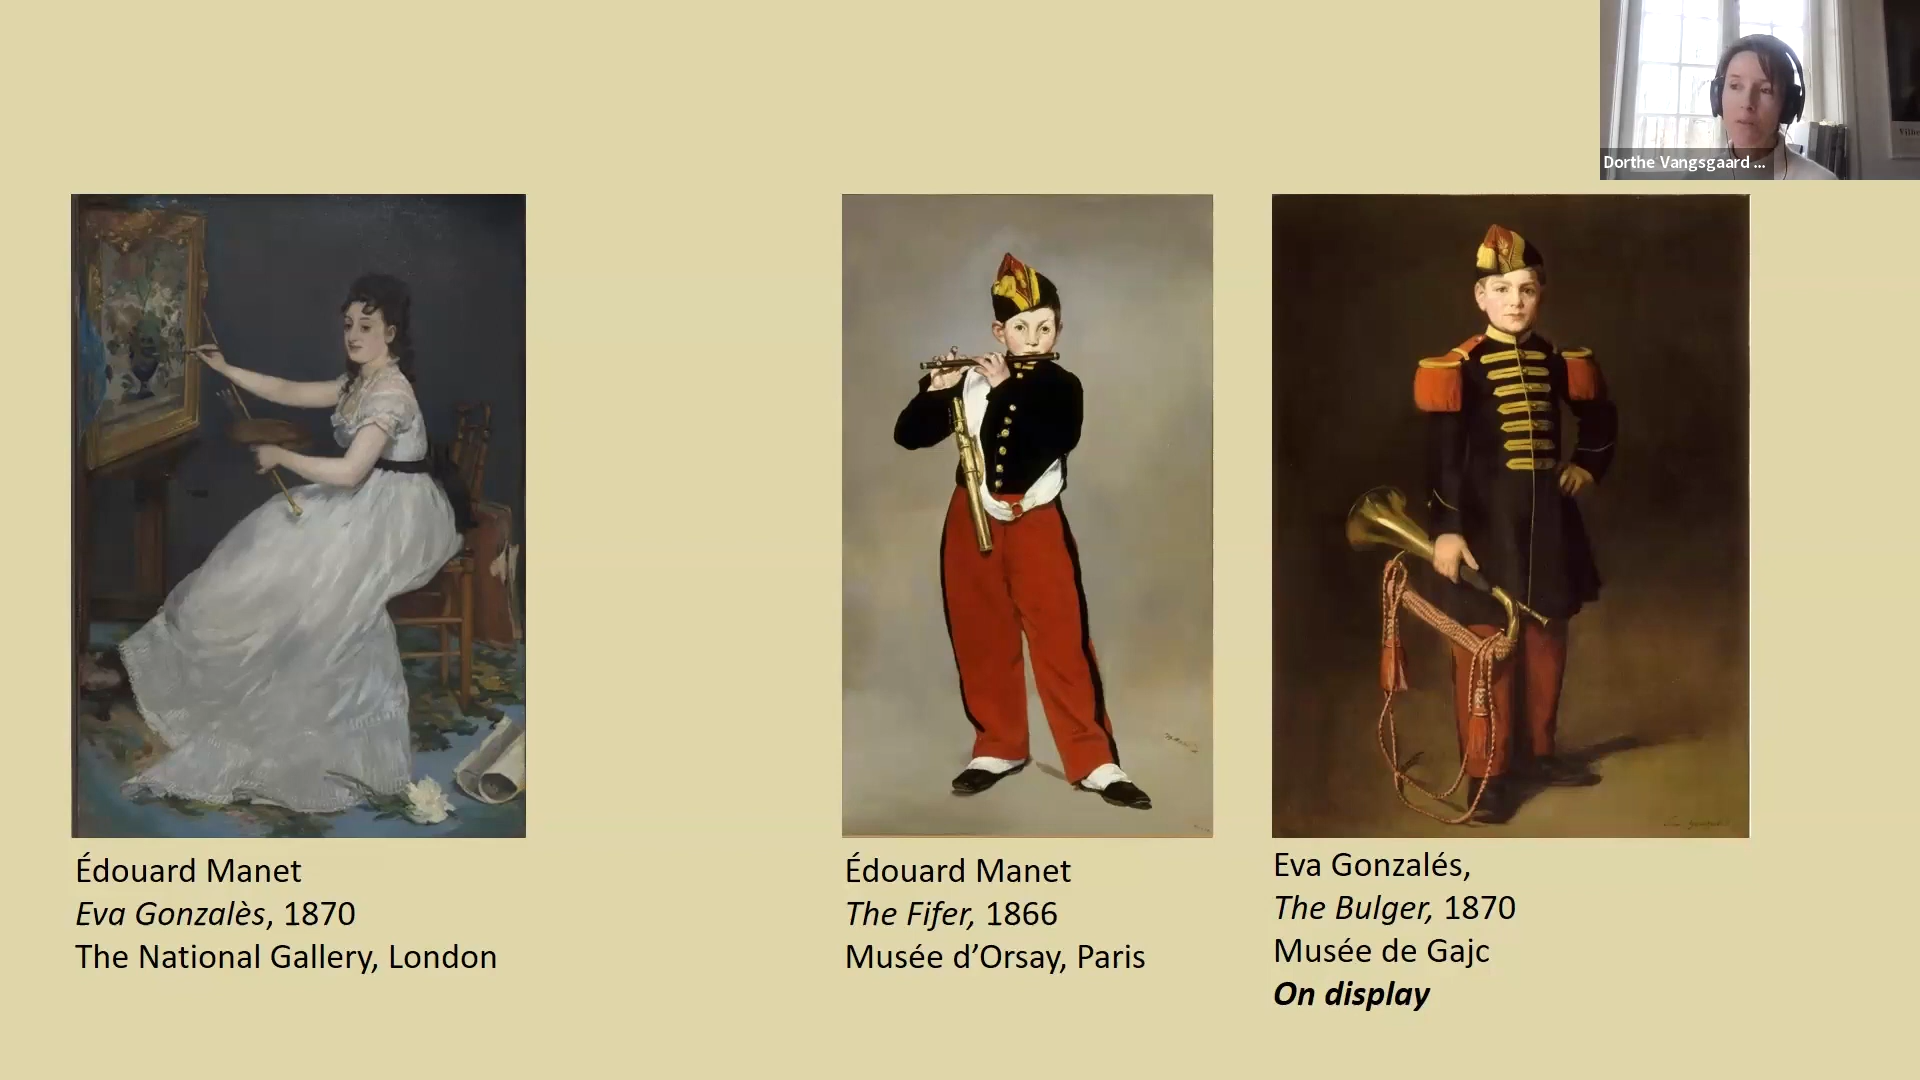 Dorthe Vangsgaard ...
Édouard Manet
Eva Gonzalès, 1870
The National Gallery, London
Édouard Manet
The Fifer, 1866
Musée d’Orsay, Paris
Eva Gonzalés,
The Bulger, 1870
Musée de Gajc
On display